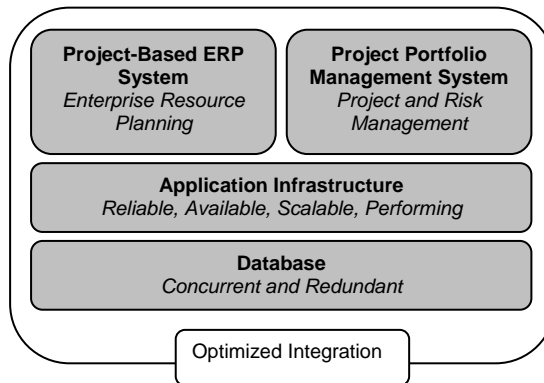 Project-Based ERP
System
Enterprise Resource
Planning
Project Portfolio
Management System
Project and Risk
Management
Application Infrastructure
Reliable, Available, Scalable, Performing
Database
Concurrent and Redundant
Optimized Integration